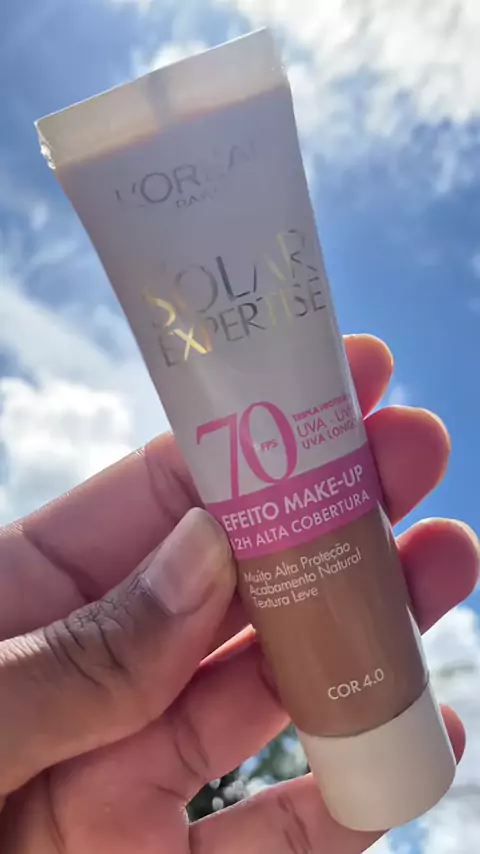 L'ORÉAL
PARIS
SOLAR
EXPERTISE
70
FPS
TRIPLA PROTEÇÃO
UVA - UVB
UVA LONGO
EFEITO MAKE-UP
12H ALTA COBERTURA
Muito Alta Proteção
Acabamento Natural
Textura Leve
COR 4.0